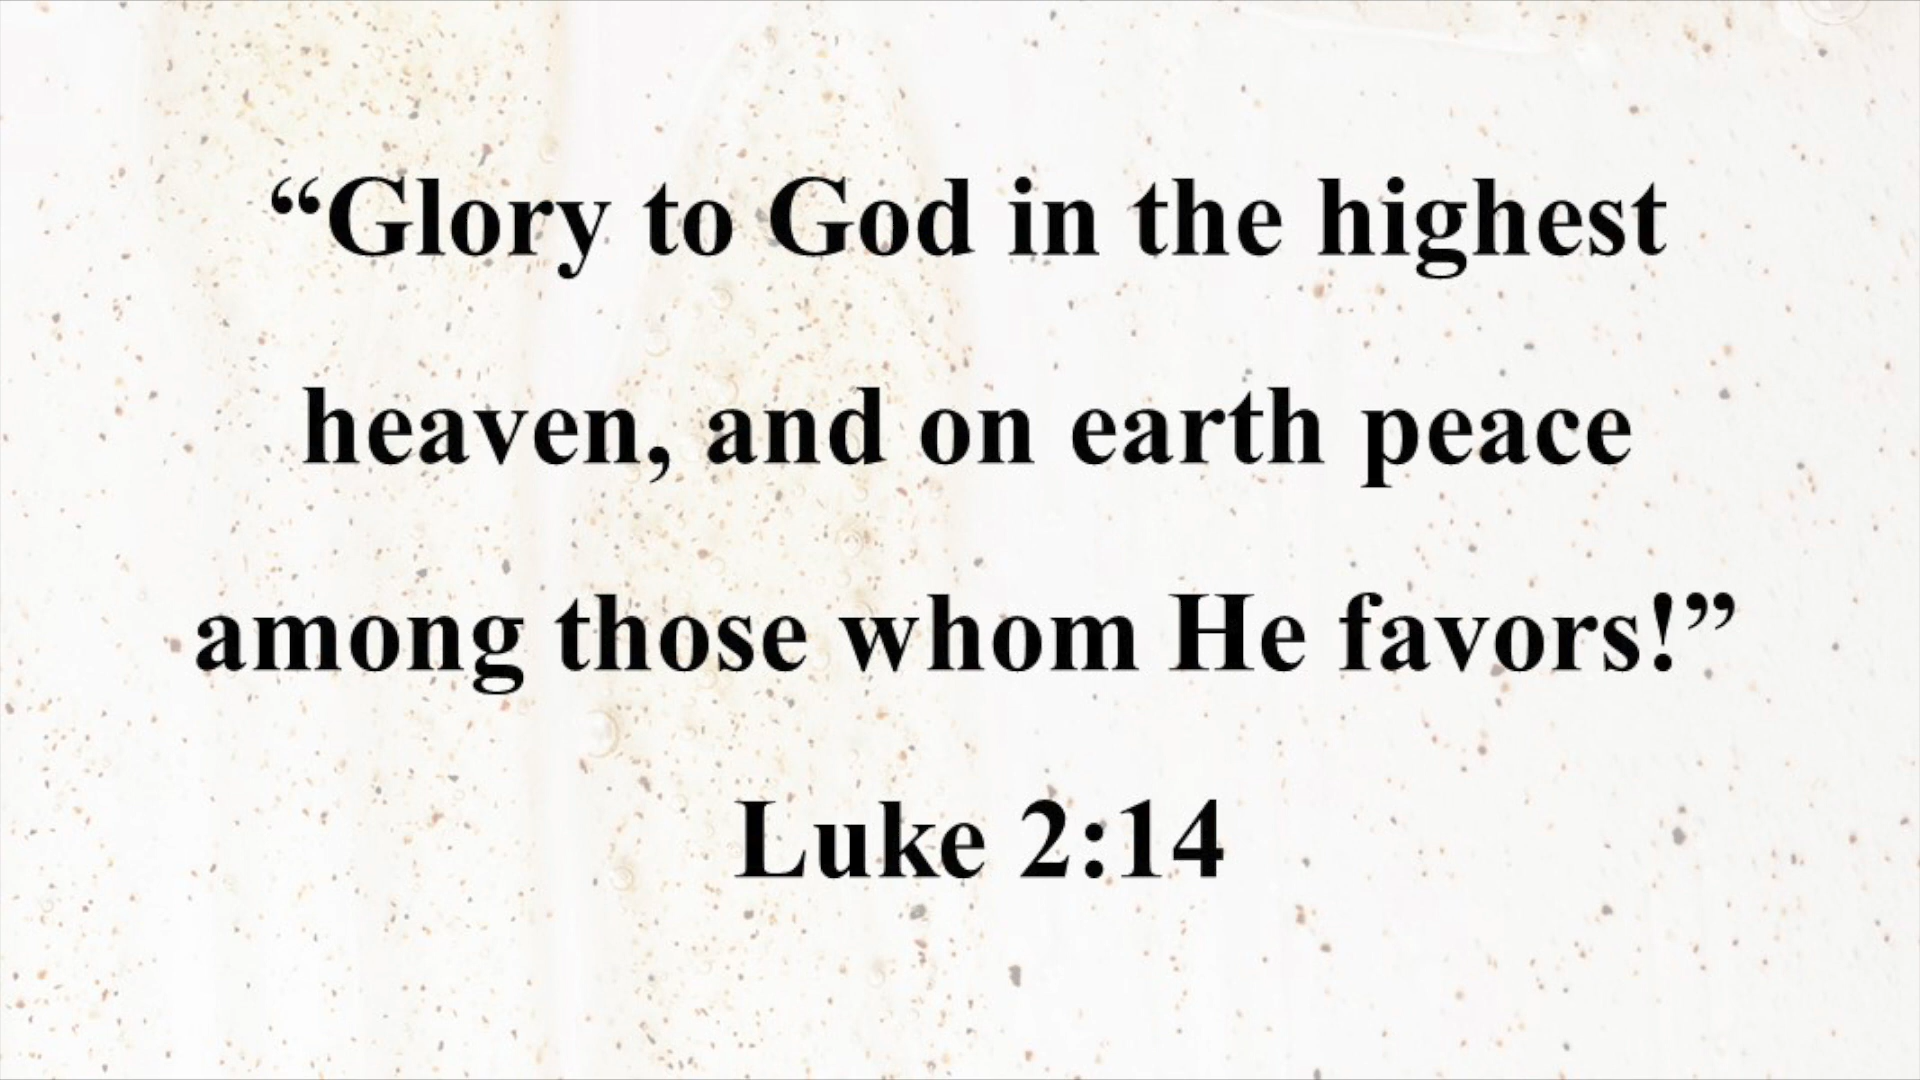 “Glory to God in the highest
heaven, and on earth peace
among those whom He favors!”
Luke 2:14